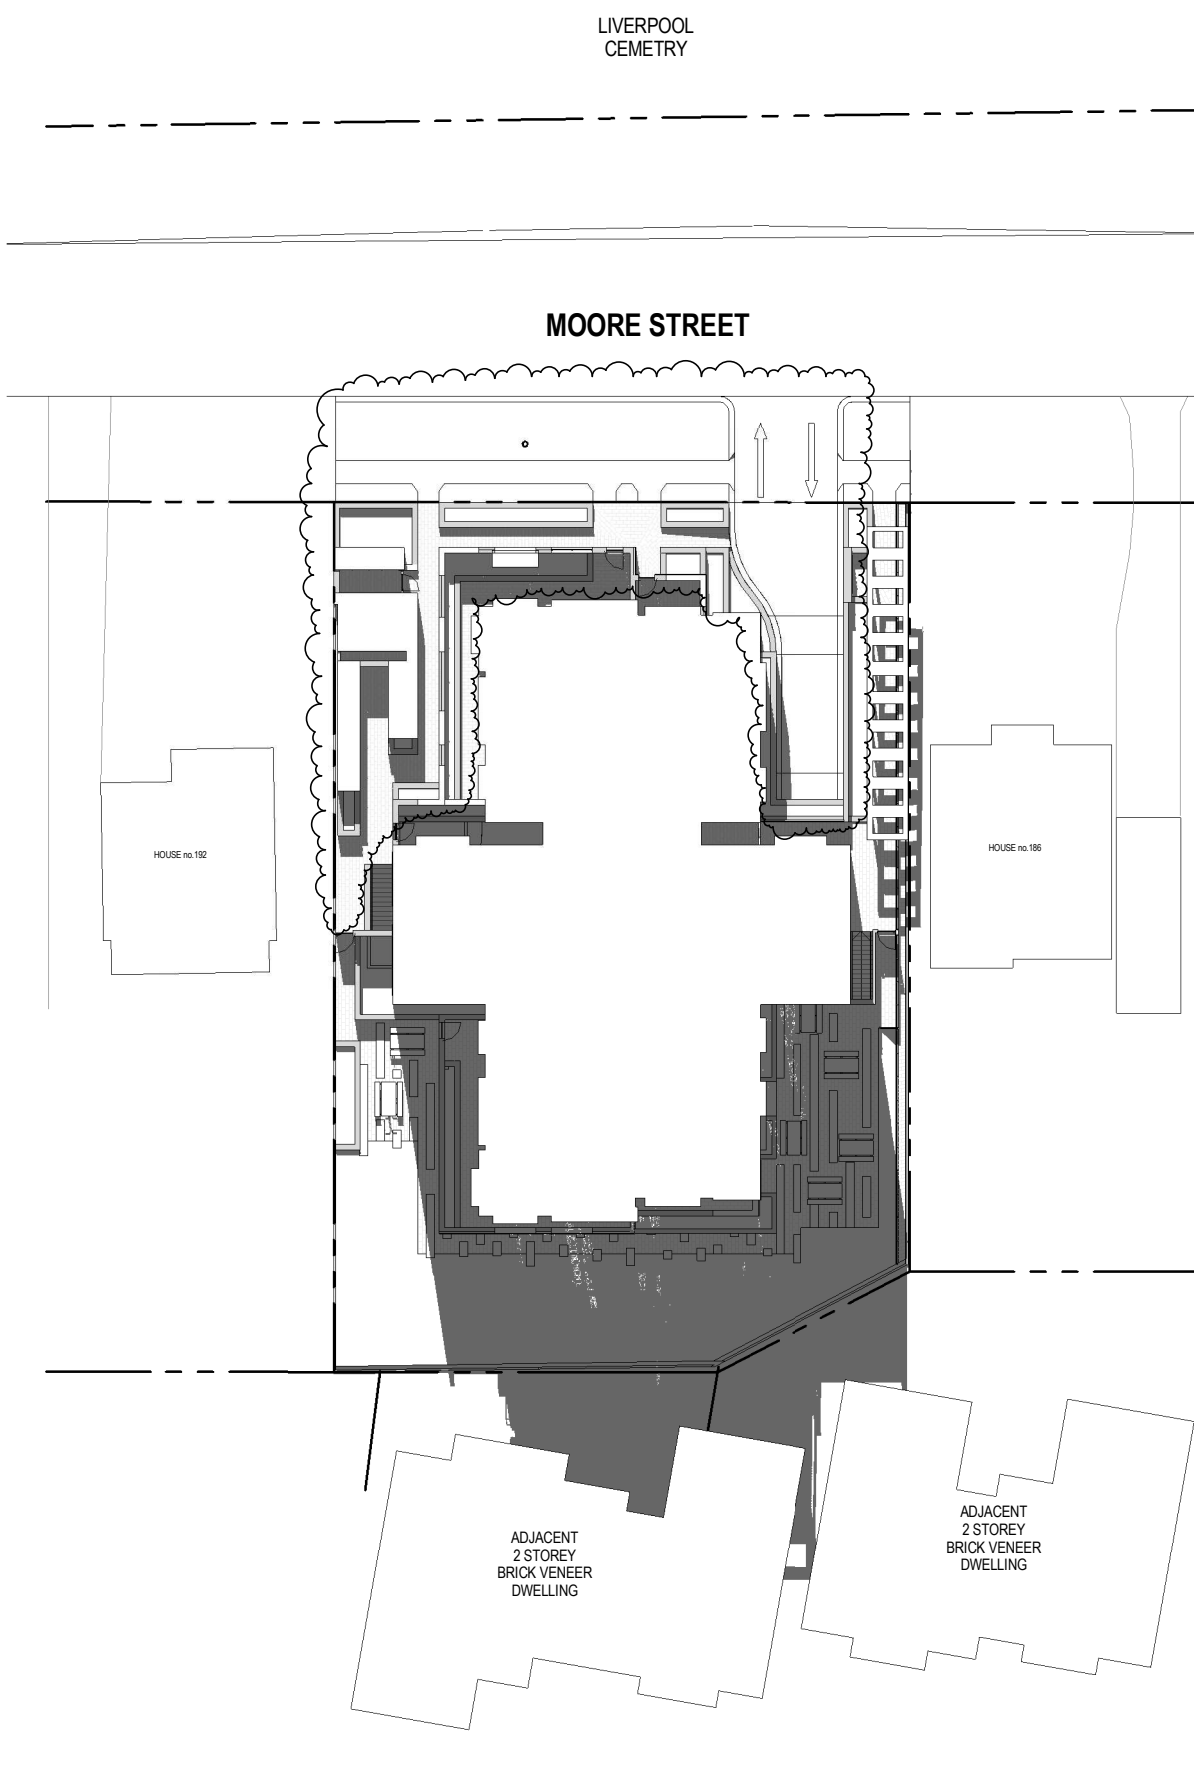 LIVERPOOL
CEMETRY
MOORE STREET
HOUSE no.192
HOUSE no.186
ADJACENT
2 STOREY
BRICK VENEER
DWELLING
ADJACENT
2 STOREY
BRICK VENEER
DWELLING